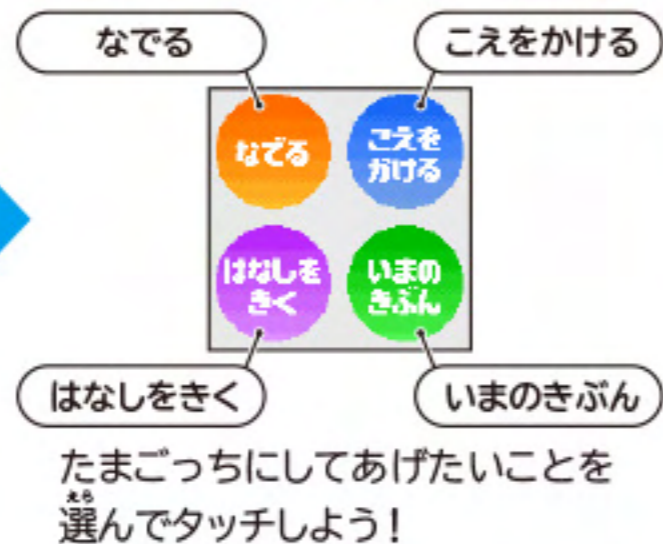 なでる
こえをかける
なでる
こえを
かける
はなしを
きく
いまの
きぶん
はなしをきく
いまのきぶん
たまごっちにしてあげたいことを
選んでタッチしよう!
えら